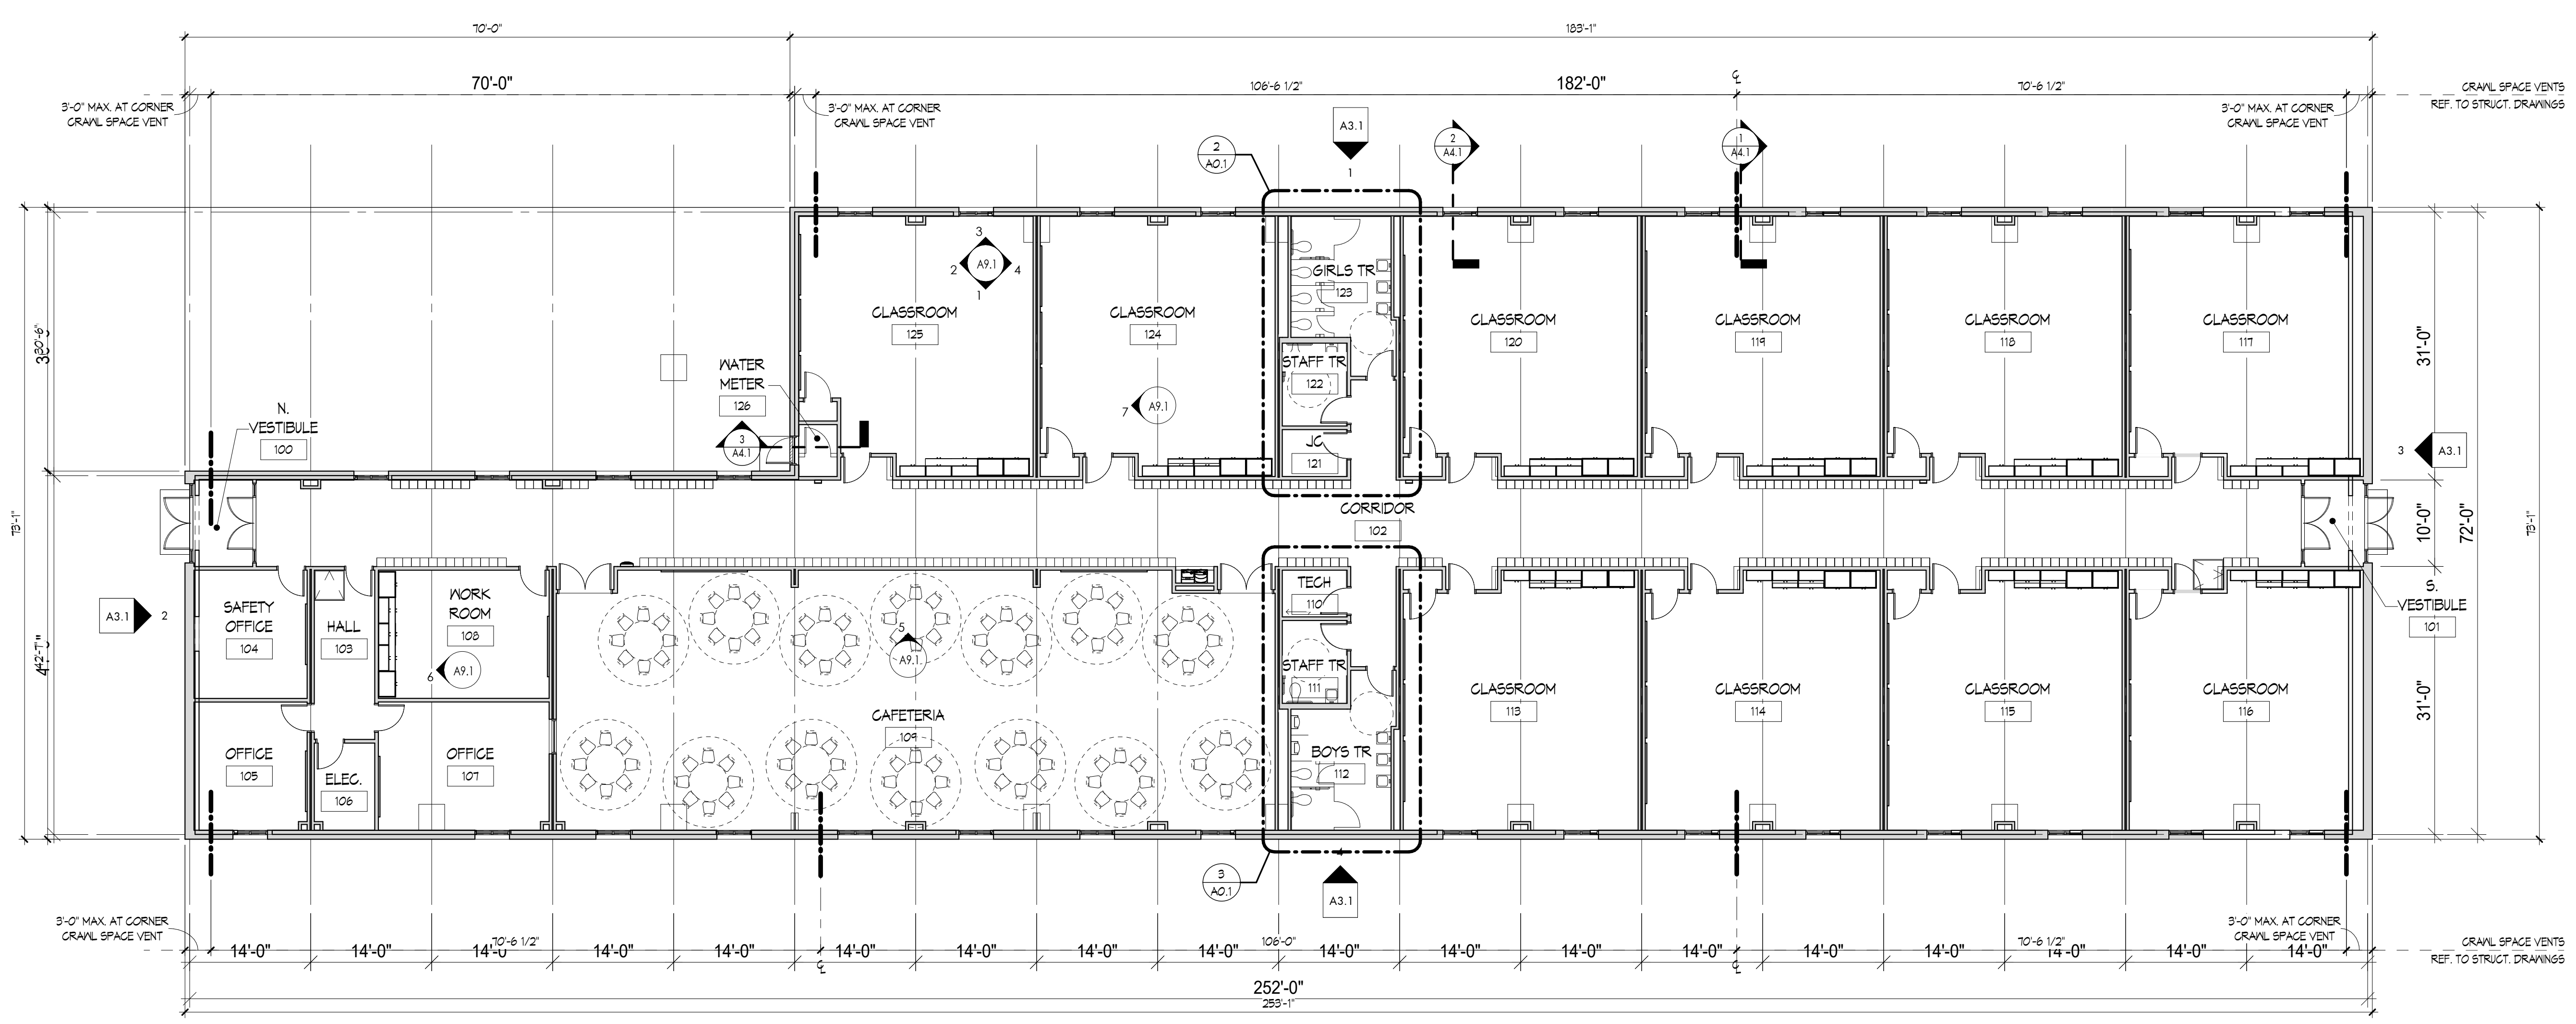 70'-0"
183'-1"
70'-0"
106'-6 1/2"
182'-0"
℄
70'-6 1/2"
CRAWL SPACE VENTS
REF. TO STRUCT. DRAWINGS
3'-0" MAX. AT CORNER
CRAWL SPACE VENT
3'-0" MAX. AT CORNER
CRAWL SPACE VENT
3'-0" MAX. AT CORNER
CRAWL SPACE VENT
2
A0.1
A3.1
1
2
A4.1
1
A4.1
3
2
A9.1
4
1
GIRLS TR
123
CLASSROOM
125
CLASSROOM
124
CLASSROOM
120
CLASSROOM
119
CLASSROOM
118
CLASSROOM
117
30'-6"
31'-0"
WATER
METER
126
STAFF TR
122
7
A9.1
N.
VESTIBULE
100
3
A4.1
JC
121
3
A3.1
CORRIDOR
102
73'-1"
10'-0"
72'-0"
73'-1"
TECH
110
SAFETY
OFFICE
104
HALL
103
WORK
ROOM
108
A3.1
2
6
A9.1
5
A9.1
S.
VESTIBULE
101
42'-7"
STAFF TR
111
CLASSROOM
113
CLASSROOM
114
CLASSROOM
115
CLASSROOM
116
31'-0"
CAFETERIA
109
OFFICE
105
ELEC.
106
OFFICE
107
BOYS TR
112
3
A0.1
4
A3.1
3'-0" MAX. AT CORNER
CRAWL SPACE VENT
3'-0" MAX. AT CORNER
CRAWL SPACE VENT
CRAWL SPACE VENTS
REF. TO STRUCT. DRAWINGS
70'-6 1/2"
106'-0"
70'-6 1/2"
14'-0" 14'-0" 14'-0" 14'-0" 14'-0" 14'-0" 14'-0" 14'-0" 14'-0" 14'-0" 14'-0" 14'-0" 14'-0" 14'-0" 14'-0" 14'-0" 14'-0" 14'-0"
℄
℄
252'-0"
253'-1"